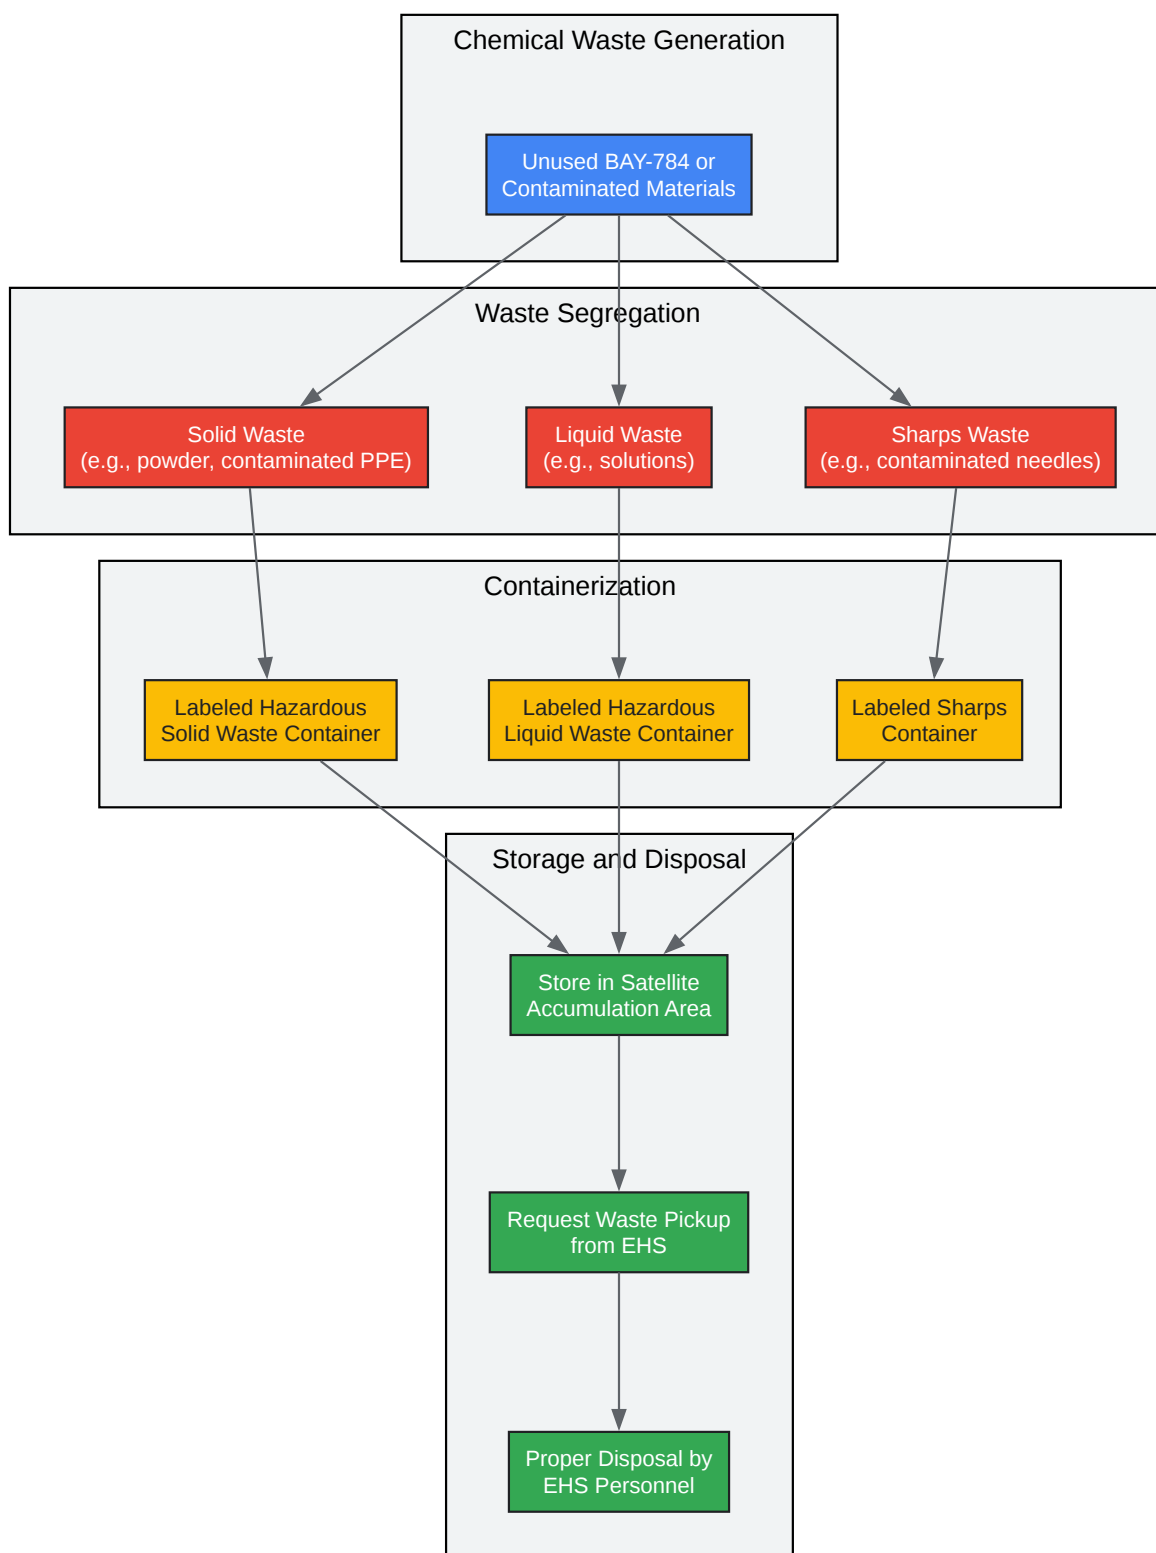 Chemical Waste Generation
Unused BAY-784 or
Contaminated Materials
Waste Segregation
Solid Waste
(e.g., powder, contaminated PPE)
Liquid Waste
(e.g., solutions)
Sharps Waste
(e.g., contaminated needles)
Containerization
Labeled Hazardous
Solid Waste Container
Labeled Hazardous
Liquid Waste Container
Labeled Sharps
Container
Storage and Disposal
Store in Satellite
Accumulation Area
Request Waste Pickup
from EHS
Proper Disposal by
EHS Personnel